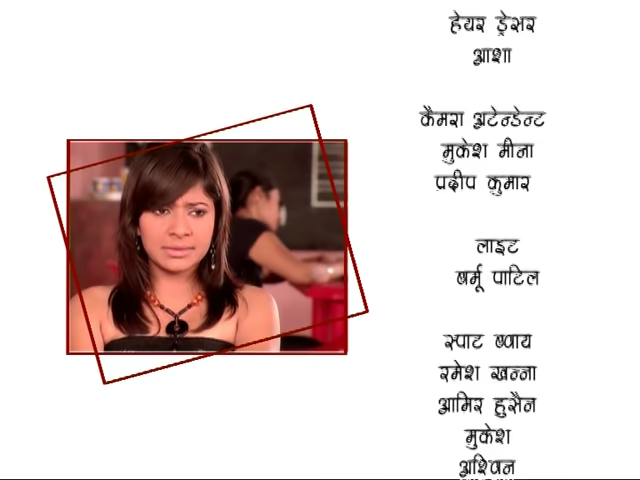 हेयर ड्रेसर
आशा
कैमरा अटेन्डेन्ट
मुकेश मीना
प्रदीप कुमार
लाइट
बर्मू पाटिल
स्पाट ब्वाय
रमेश खन्ना
आमिर हुसैन
मुकेश
अश्विन